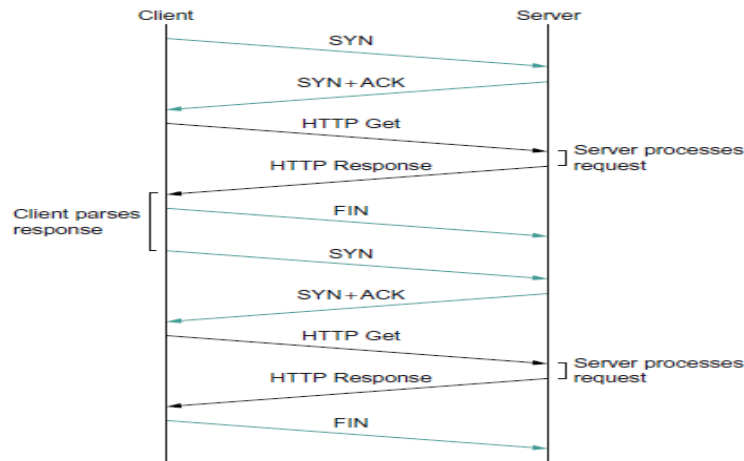 Client
Server
SYN
SYN+ACK
HTTP Get
Server processes
request
HTTP Response
Client parses
response
FIN
SYN
SYN+ACK
HTTP Get
Server processes
request
HTTP Response
FIN